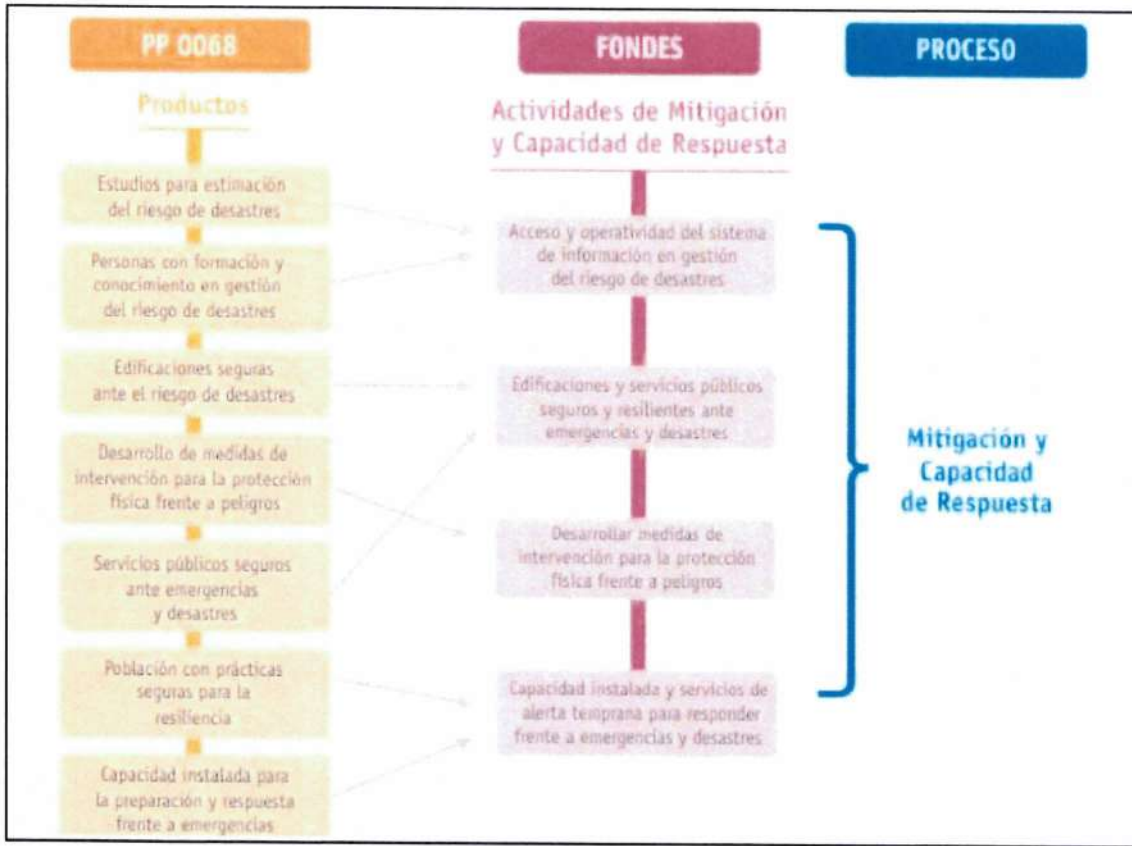 PP 0068
Productos
Estudios para estimación
del riesgo de desastres
Personas con formación y
conocimiento en gestión
del riesgo de desastres
Edificaciones seguras
ante el riesgo de desastres
Desarrollo de medidas de
intervención para la protección
física frente a peligros
Servicios públicos seguros
ante emergencias
y desastres
Población con prácticas
seguras para la
resiliencia
Capacidad instalada para
la preparación y respuesta
frente a emergencias
FONDES
Actividades de Mitigación
y Capacidad de Respuesta
Acceso y operatividad del sistema
de información en gestión
del riesgo de desastres
Edificaciones y servicios públicos
seguros y resilientes ante
emergencias y desastres
Desarrollar medidas de
intervención para la protección
física frente a peligros
Capacidad instalada y servicios de
alerta temprana para responder
frente a emergencias y desastres
PROCESO
Mitigación y
Capacidad
de Respuesta